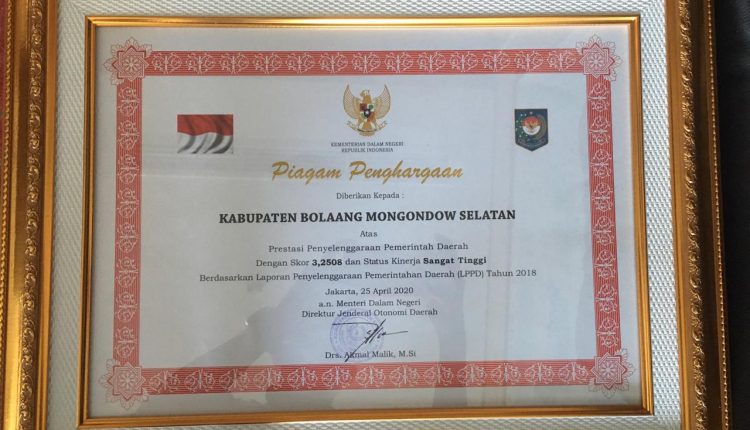 KEMENTERIAN DALAM NEGERI
REPUBLIK INDONESIA
Piagam Penghargaan
Diberikan Kepada :
KABUPATEN BOLAANG MONGONDOW SELATAN
Atas
Prestasi Penyelenggaraan Pemerintah Daerah
Dengan Skor 3,2508 dan Status Kinerja Sangat Tinggi
Berdasarkan Laporan Penyelenggaraan Pemerintahan Daerah (LPPD) Tahun 2018
Jakarta, 25 April 2020
a.n. Menteri Dalam Negeri
Direktur Jenderal Otonomi Daerah
Drs. Akmal Malik, M.Si